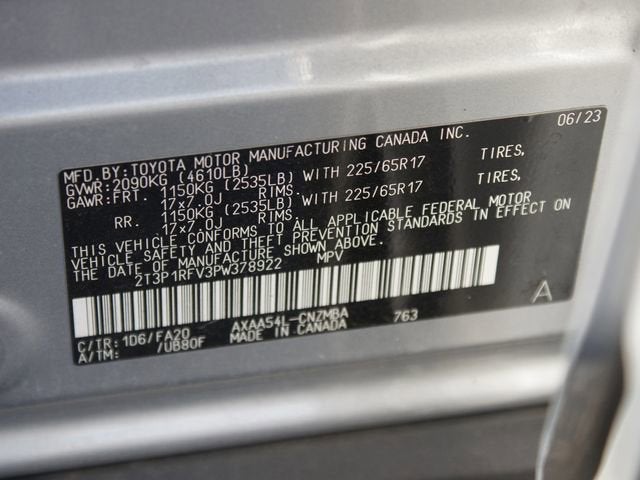 MFD. BY: TOYOTA MOTOR MANUFACTURING CANADA INC. 06/23
GVWR: 2090KG (4610LB)
GAWR: FRT. 1150KG (2535LB) WITH 225/65R17 TIRES,
17x7.0J RIMS.
RR. 1150KG (2535LB) WITH 225/65R17 TIRES,
17x7.0J RIMS.
THIS VEHICLE CONFORMS TO ALL APPLICABLE FEDERAL MOTOR
VEHICLE SAFETY AND THEFT PREVENTION STANDARDS IN EFFECT ON
THE DATE OF MANUFACTURE SHOWN ABOVE.
2T3P1RFV3PW378922 MPV
A
C/TR: 1D6/FA20 AXAA54L-CNZMBA 763
A/TM: /UB80F MADE IN CANADA